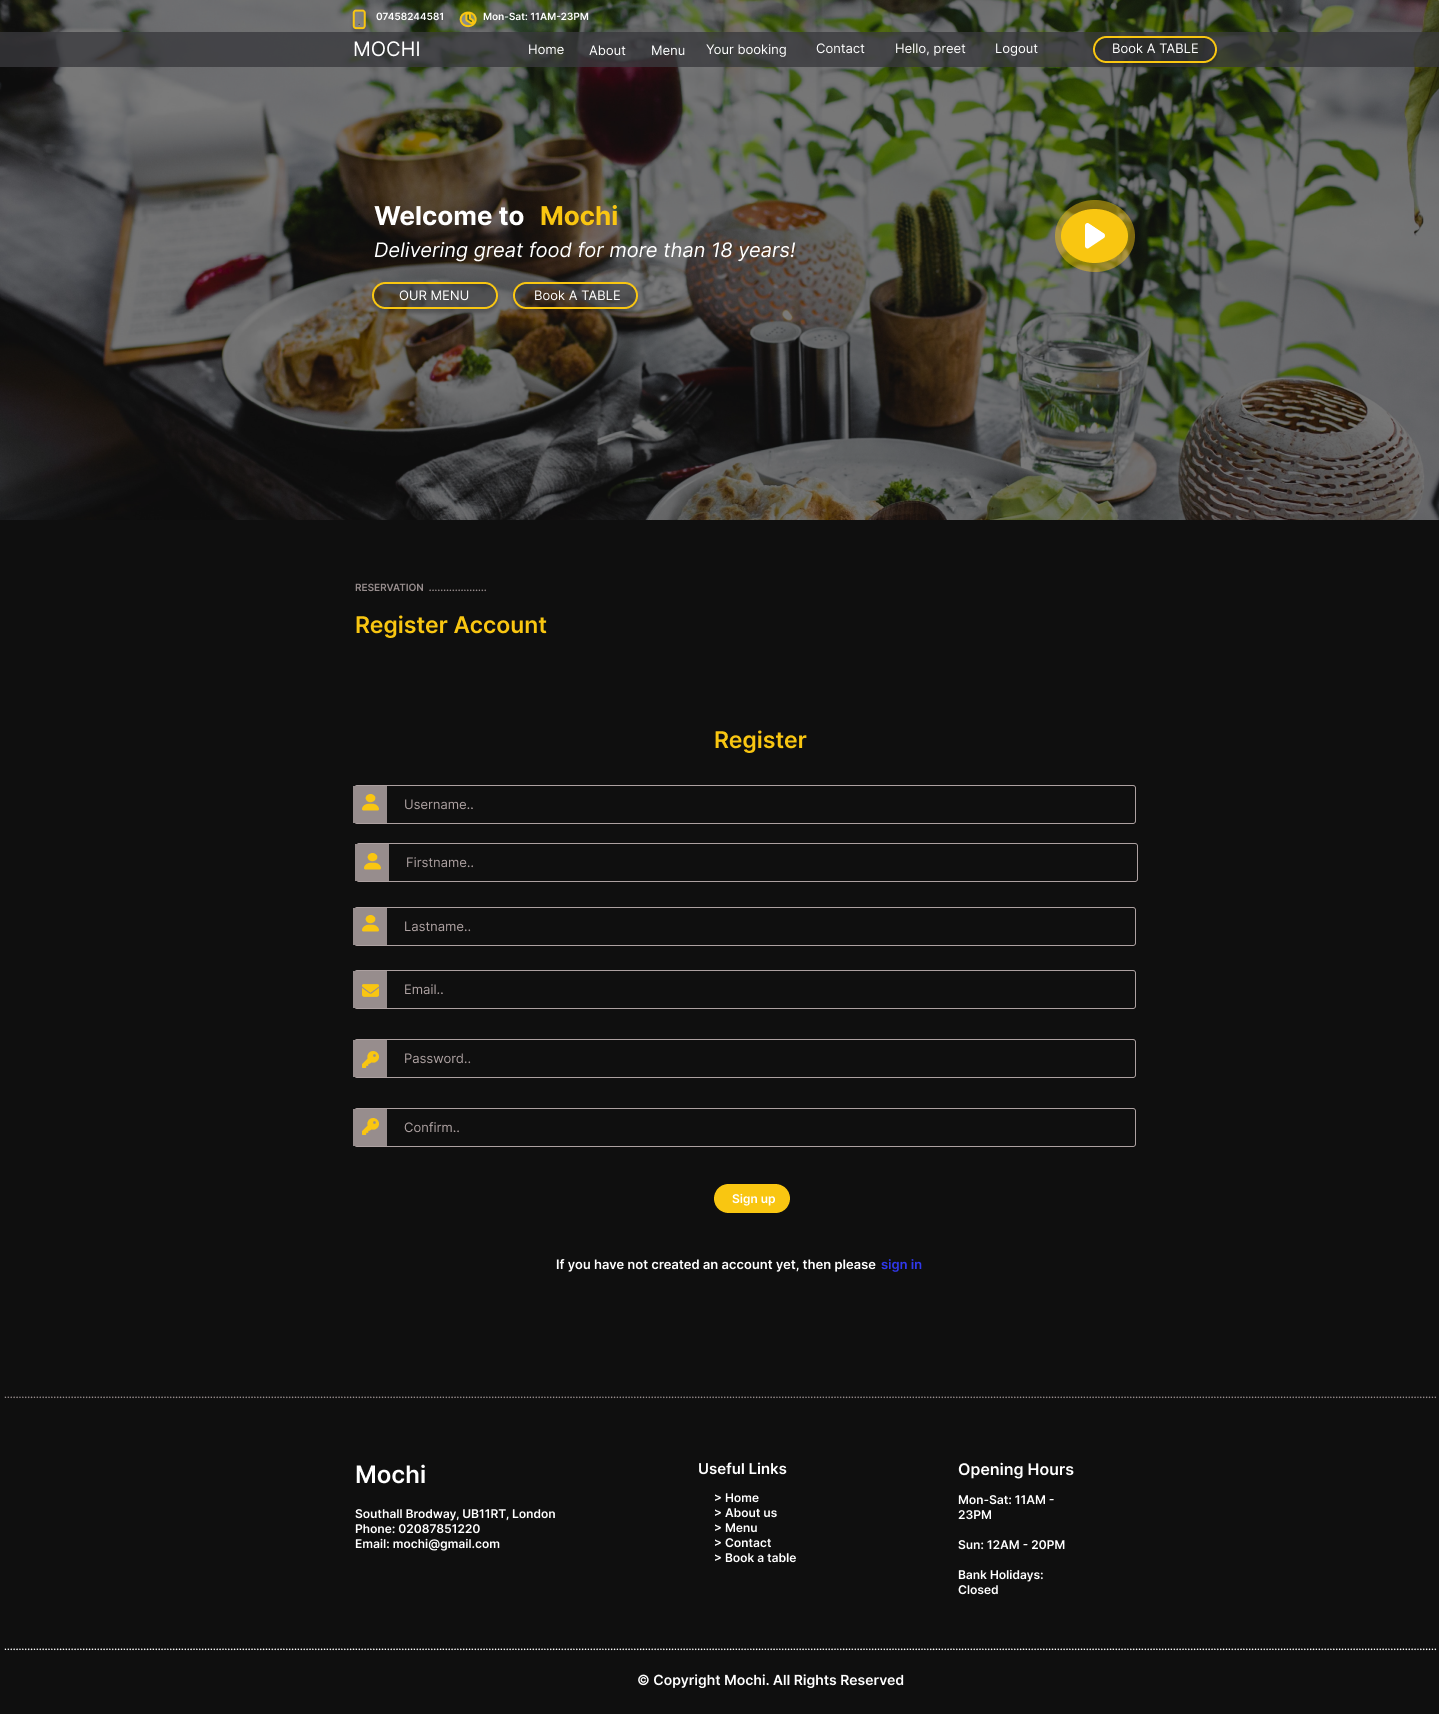 07458244581 Mon-Sat: 11AM-23PM
MOCHI Home About Menu Your booking Contact Hello, preet Logout Book A TABLE
Welcome to Mochi
Delivering great food for more than 18 years!
OUR MENU Book A TABLE
RESERVATION ....................
Register Account
Register
Username..
Firstname..
Lastname..
Email..
Password..
Confirm..
Sign up
If you have not created an account yet, then please sign in
Mochi
Southall Brodway, UB11RT, London
Phone: 02087851220
Email: mochi@gmail.com
Useful Links
> Home
> About us
> Menu
> Contact
> Book a table
Opening Hours
Mon-Sat: 11AM -
23PM
Sun: 12AM - 20PM
Bank Holidays:
Closed
© Copyright Mochi. All Rights Reserved